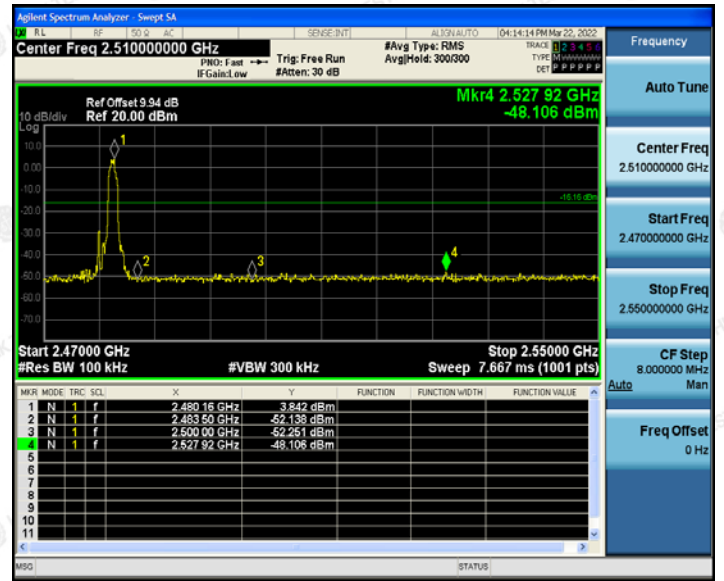 Agilent Spectrum Analyzer - Swept SA
RL RF 50 Ω AC SENSE:INT ALIGNAUTO 04:14:14 PM Mar 22, 2022
Center Freq 2.510000000 GHz
PNO: Fast
IFGain:Low
Trig: Free Run
#Atten: 30 dB
#Avg Type: RMS
Avg|Hold: 300/300
TRACE 1 2 3 4 5 6
TYPE M
DET P P P P P P
Ref Offset 9.94 dB
Ref 20.00 dBm
10 dB/div
Log
Mkr4 2.527 92 GHz
-48.106 dBm
10.0
0.00
-10.0
-20.0
-30.0
-40.0
-50.0
-60.0
-70.0
1
2
3
4
-16.16 dBm
Start 2.47000 GHz
Stop 2.55000 GHz
#Res BW 100 kHz
#VBW 300 kHz
Sweep 7.667 ms (1001 pts)
MKR MODE TRC SCL X Y FUNCTION FUNCTION WIDTH FUNCTION VALUE
1 N 1 f 2.480 16 GHz 3.842 dBm
2 N 1 f 2.483 50 GHz -52.138 dBm
3 N 1 f 2.500 00 GHz -52.251 dBm
4 N 1 f 2.527 92 GHz -48.106 dBm
5
6
7
8
9
10
11
MSG STATUS
Frequency
Auto Tune
Center Freq
2.510000000 GHz
Start Freq
2.470000000 GHz
Stop Freq
2.550000000 GHz
CF Step
8.000000 MHz
Auto Man
Freq Offset
0 Hz